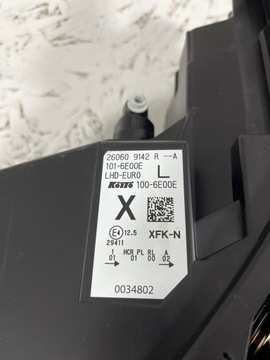 26060 9142 R --A
101-6E00E
LHD-EURO L
KOITO 100-6E00E
X
E4 12.5 XFK-N
29411
1 HCR PL RL A
01 01 00 02
0034802